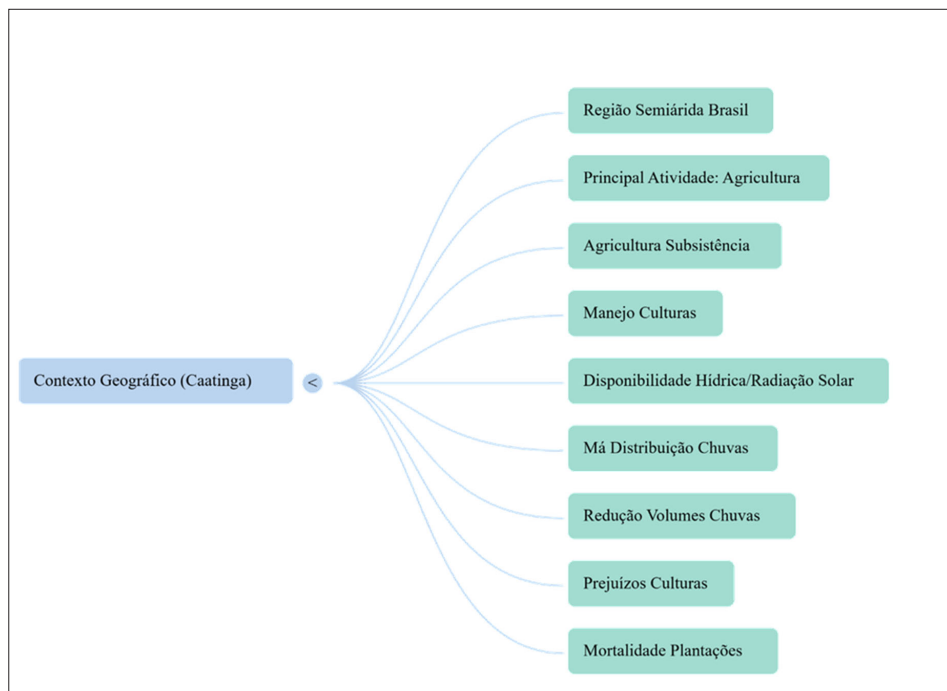 Região Semiárida Brasil
Principal Atividade: Agricultura
Agricultura Subsistência
Manejo Culturas
Contexto Geográfico (Caatinga) <
Disponibilidade Hídrica/Radiação Solar
Má Distribuição Chuvas
Redução Volumes Chuvas
Prejuízos Culturas
Mortalidade Plantações